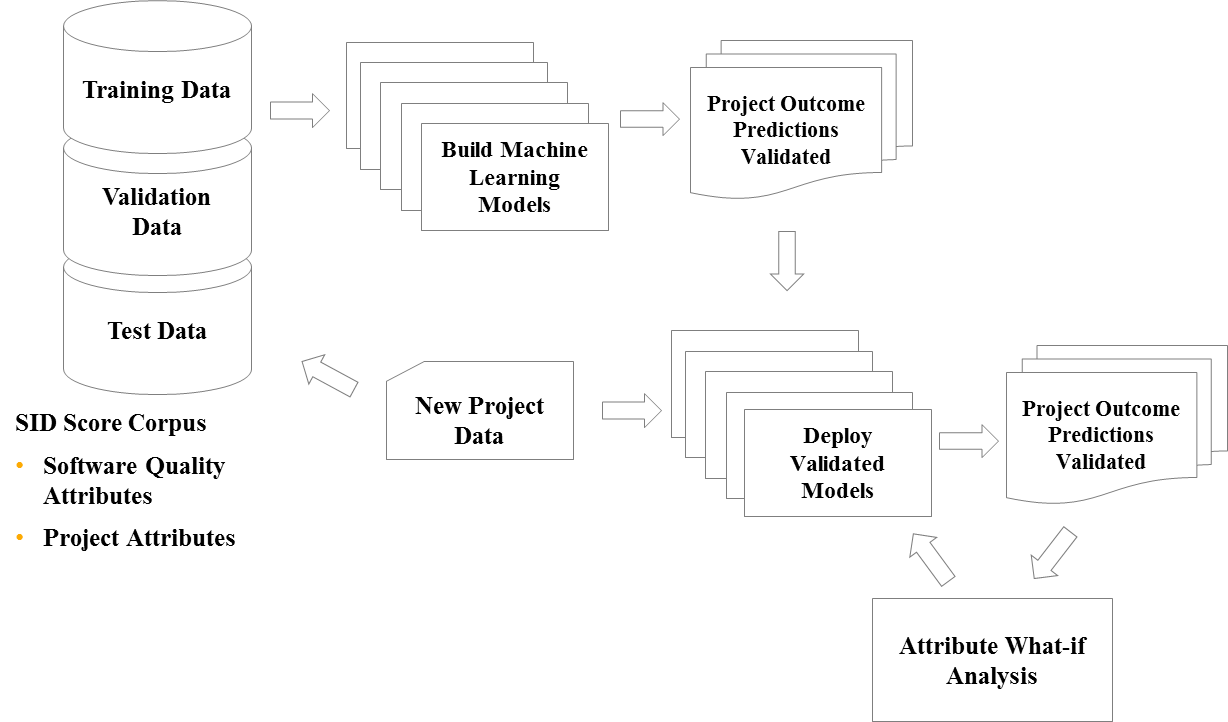 Training Data
Validation
Data
Test Data
SID Score Corpus
• Software Quality
Attributes
• Project Attributes
Build Machine
Learning
Models
Project Outcome
Predictions
Validated
New Project
Data
Deploy
Validated
Models
Project Outcome
Predictions
Validated
Attribute What-if
Analysis